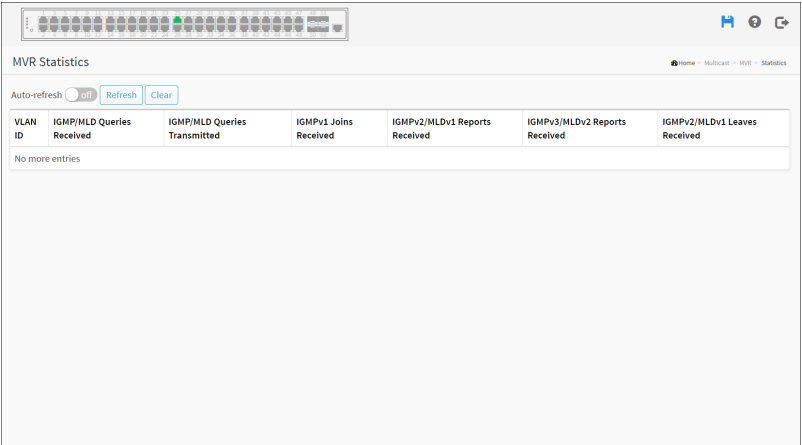 MVR Statistics
Home > Multicast > MVR > Statistics
Auto-refresh off Refresh Clear
VLAN ID
IGMP/MLD Queries Received
IGMP/MLD Queries Transmitted
IGMPv1 Joins Received
IGMPv2/MLDv1 Reports Received
IGMPv3/MLDv2 Reports Received
IGMPv2/MLDv1 Leaves Received
No more entries